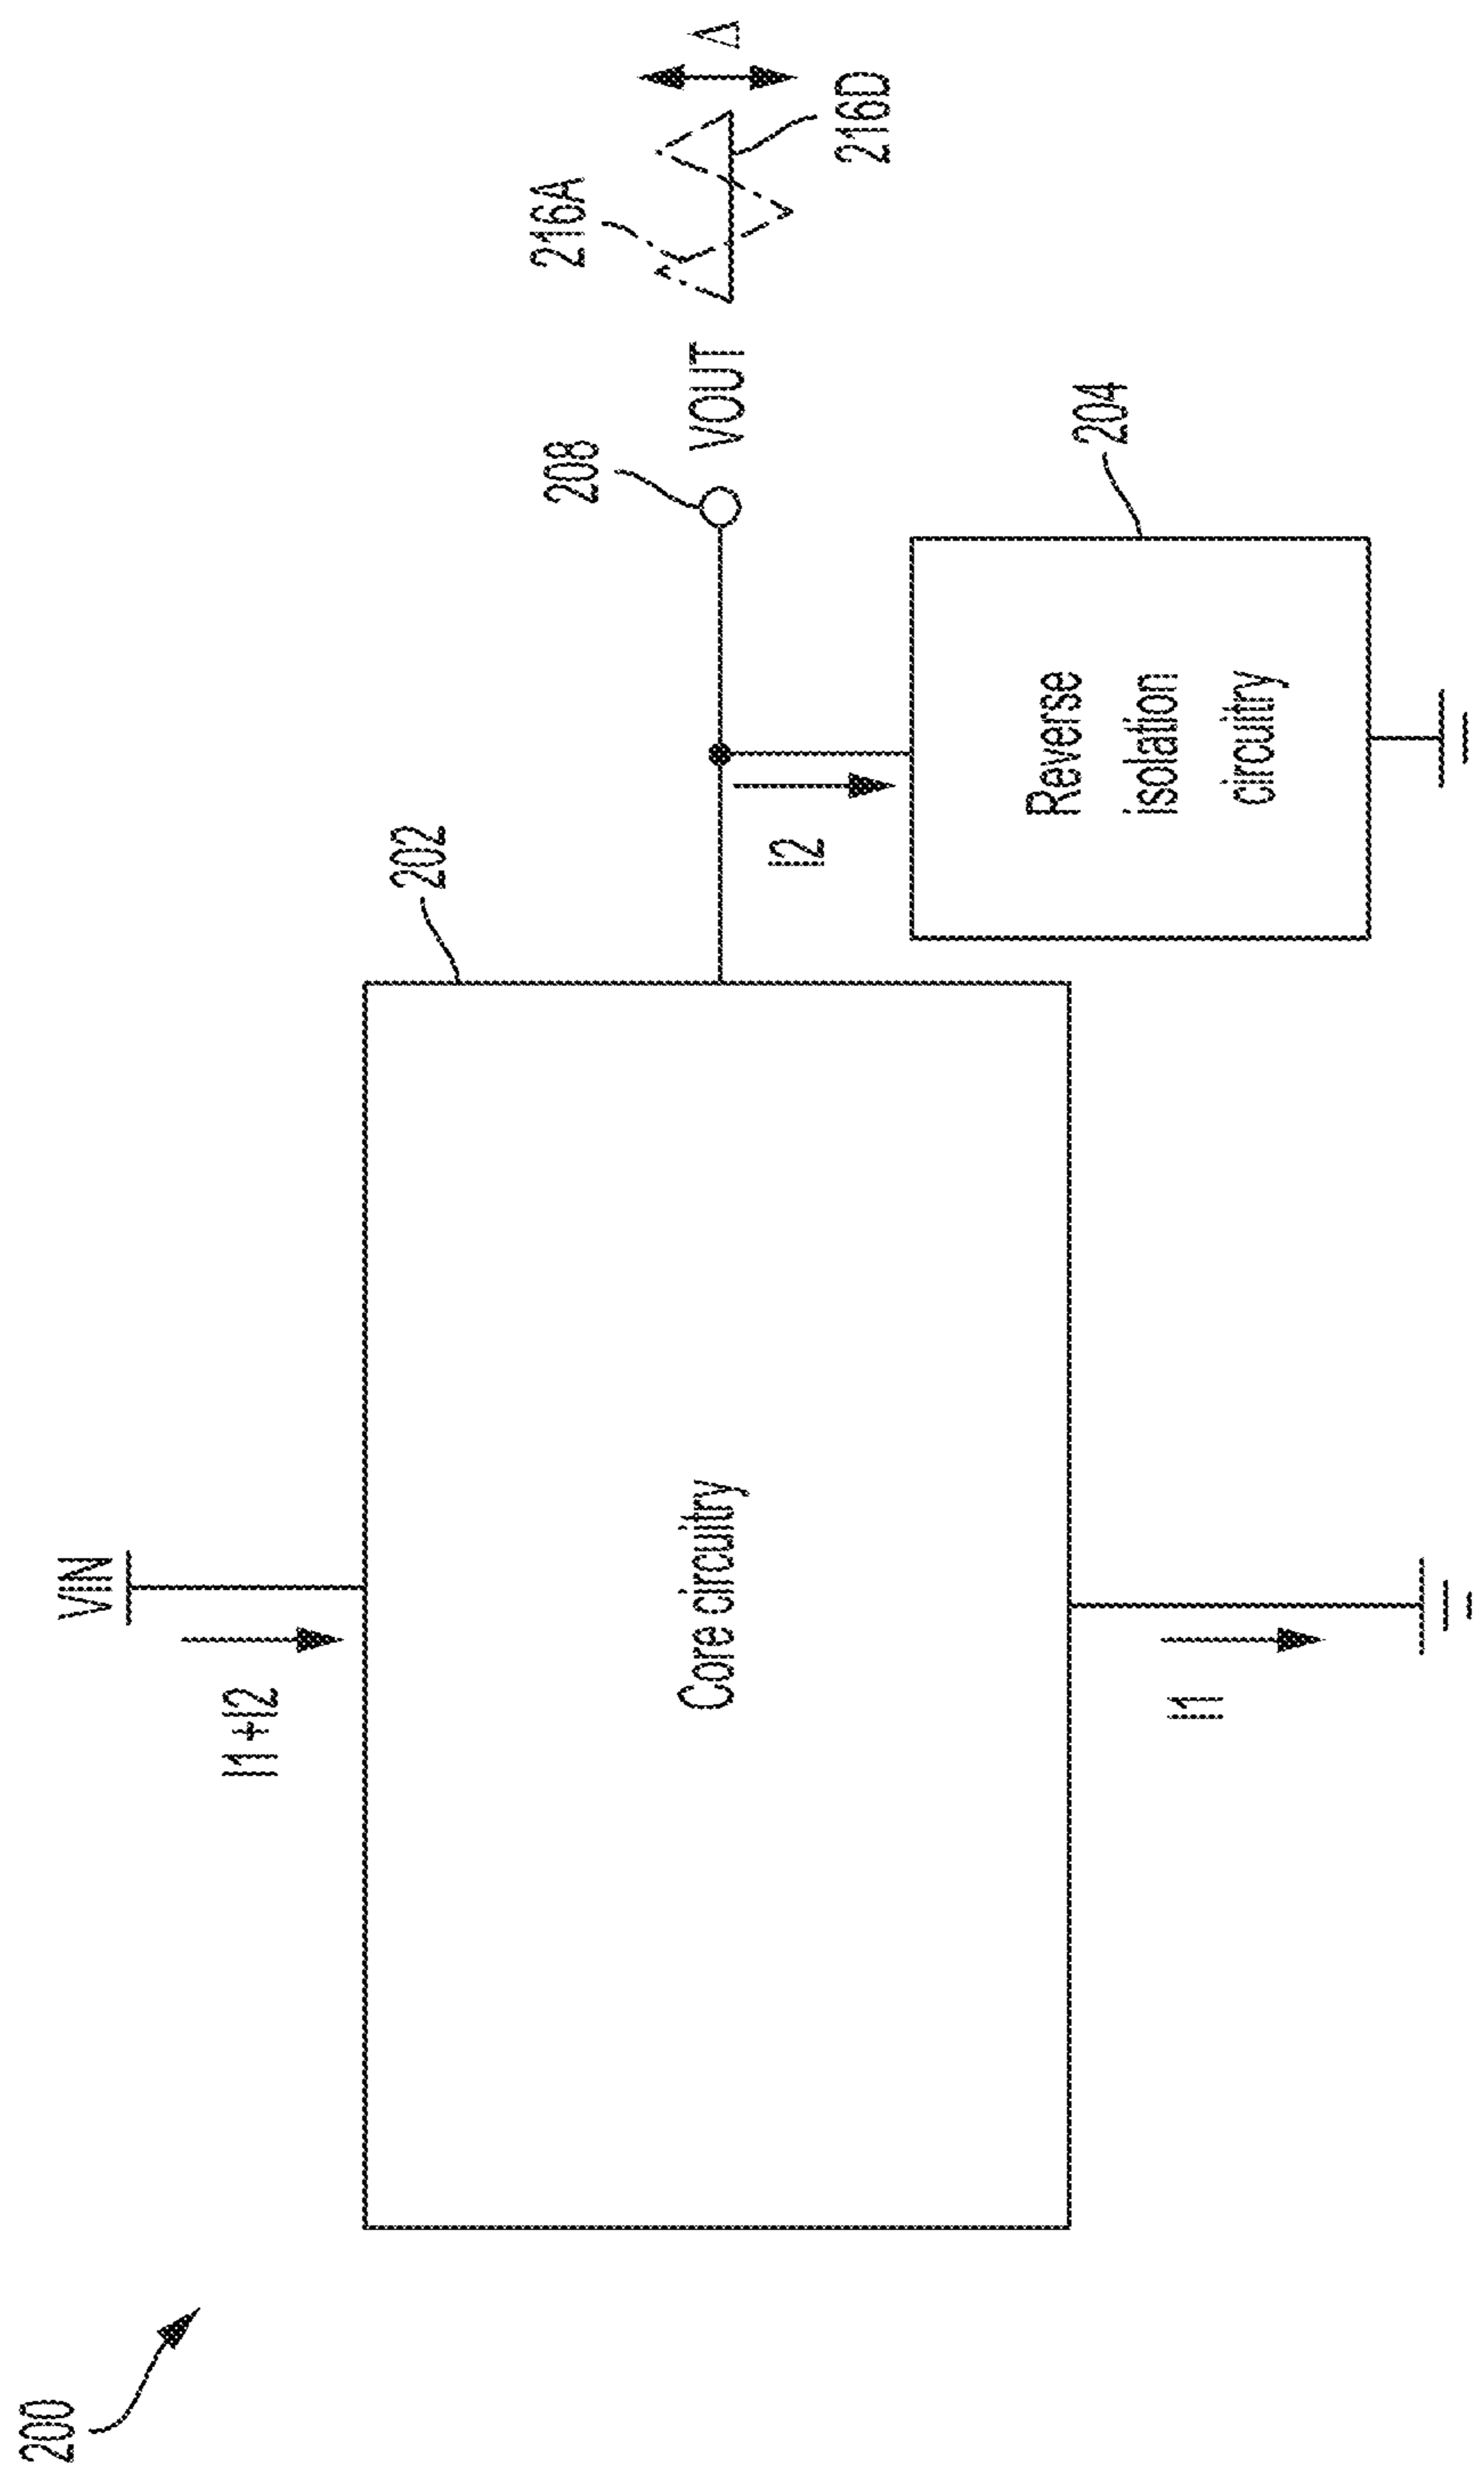 200
VIN
I1+I2
202
Core circuitry
I1
I2
208
VOUT
216A
216D
Δ
204
Reverse
isolation
circuitry